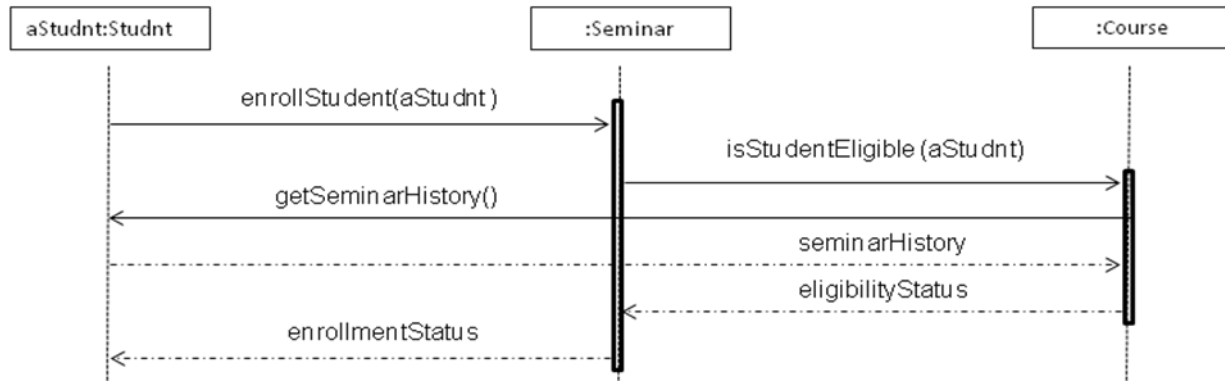 aStudnt:Studnt
:Seminar
:Course
enrollStudent(aStudnt)
isStudentEligible(aStudnt)
getSeminarHistory()
seminarHistory
eligibilityStatus
enrollmentStatus